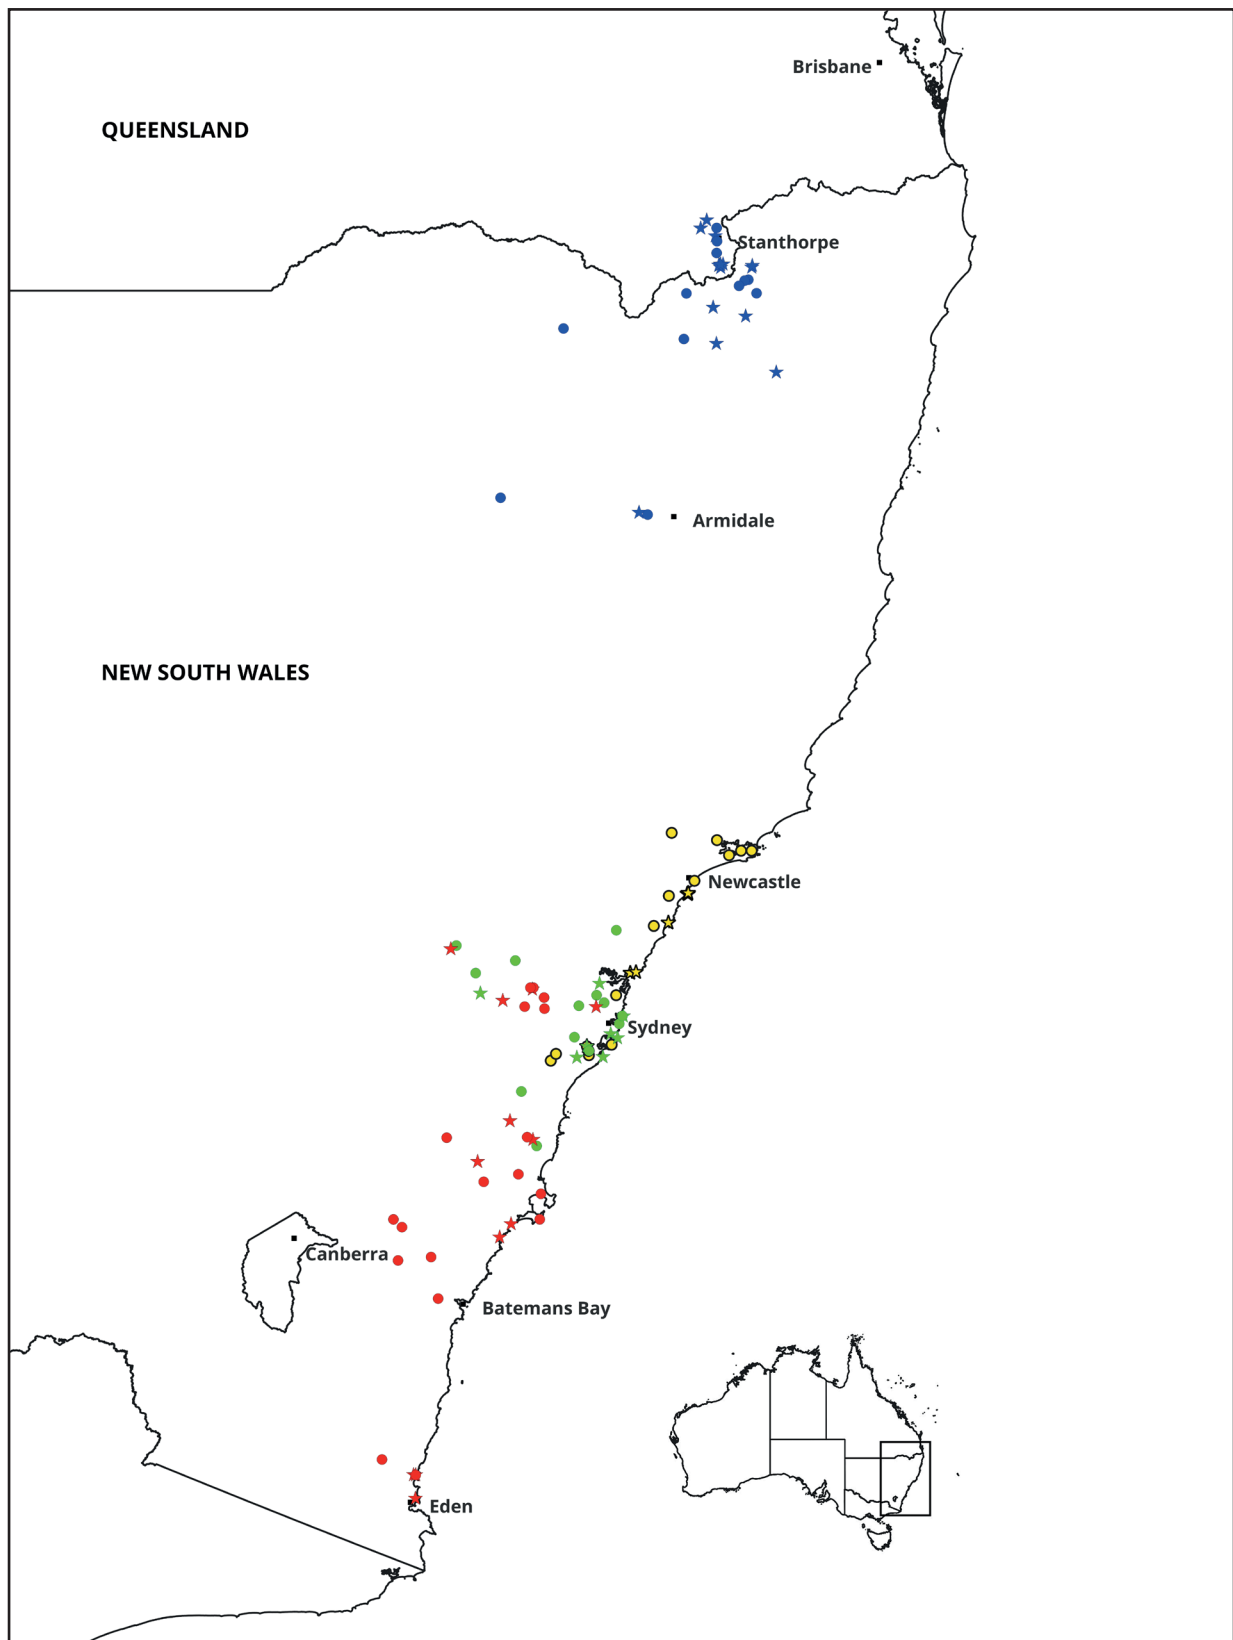 Brisbane
QUEENSLAND
Stanthorpe
Armidale
NEW SOUTH WALES
Newcastle
Sydney
Canberra
Batemans Bay
Eden